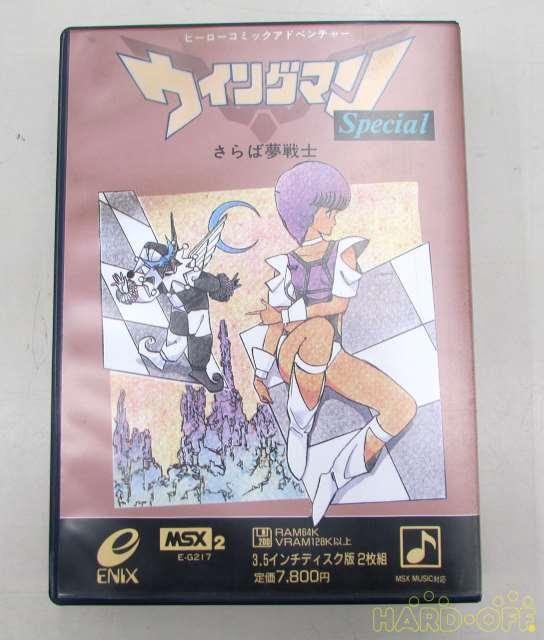 ヒーローコミックアドベンチャー
ウイングマン
Special
さらば夢戦士
ENIX
MSX2
E-G217
RAM64K
VRAM128K以上
3.5インチディスク版 2枚組
定価7,800円
MSX MUSIC対応
HARD-OFF